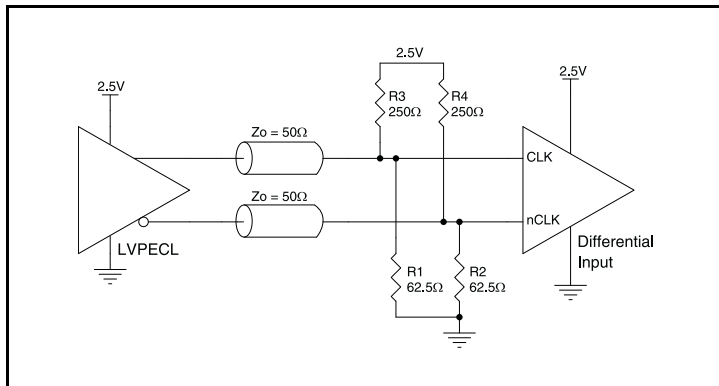 2.5V
2.5V
2.5V
R3
250Ω
R4
250Ω
Zo = 50Ω
CLK
Zo = 50Ω
nCLK
LVPECL
Differential
Input
R1
62.5Ω
R2
62.5Ω